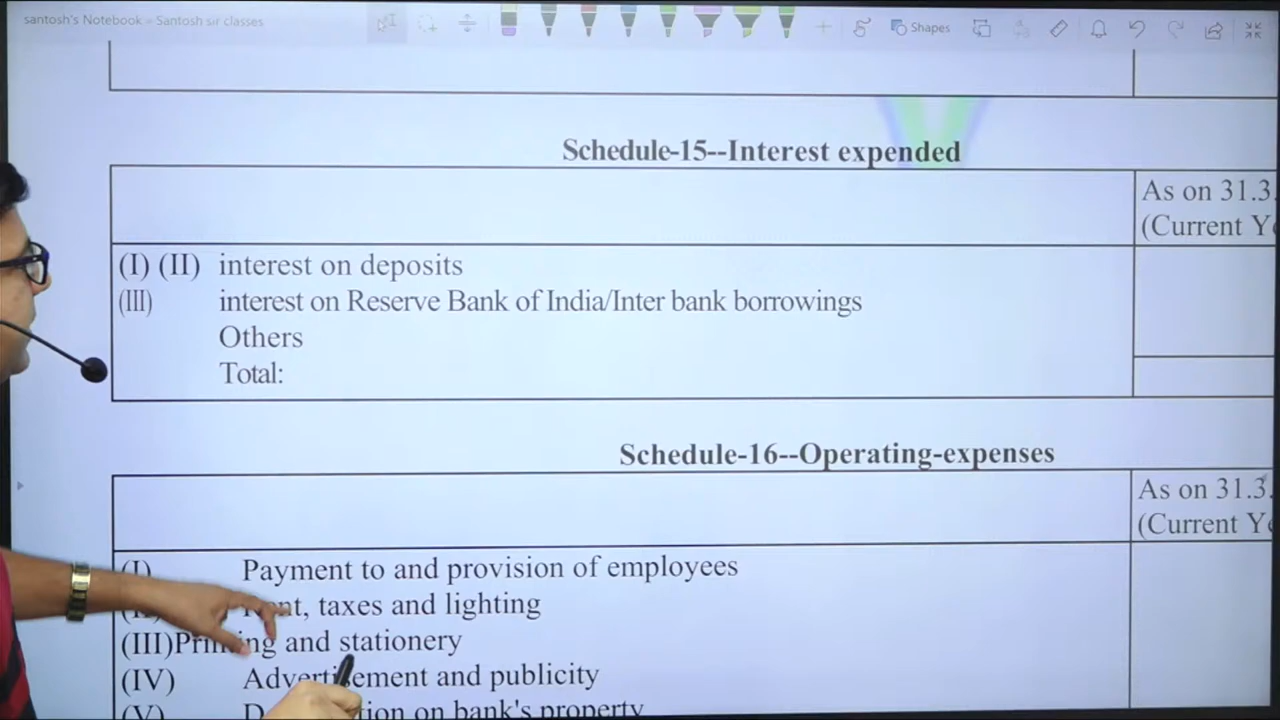 santosh's Notebook - Santosh sir classes
Shapes
Schedule-15--Interest expended
As on 31.3.
(Current Y
(I) (II) interest on deposits
(III) interest on Reserve Bank of India/Inter bank borrowings
Others
Total:
Schedule-16--Operating-expenses
As on 31.3.
(Current Y
(I) Payment to and provision of employees
taxes and lighting
(III)Printing and stationery
(IV) Advertisement and publicity
(V) on bank's property